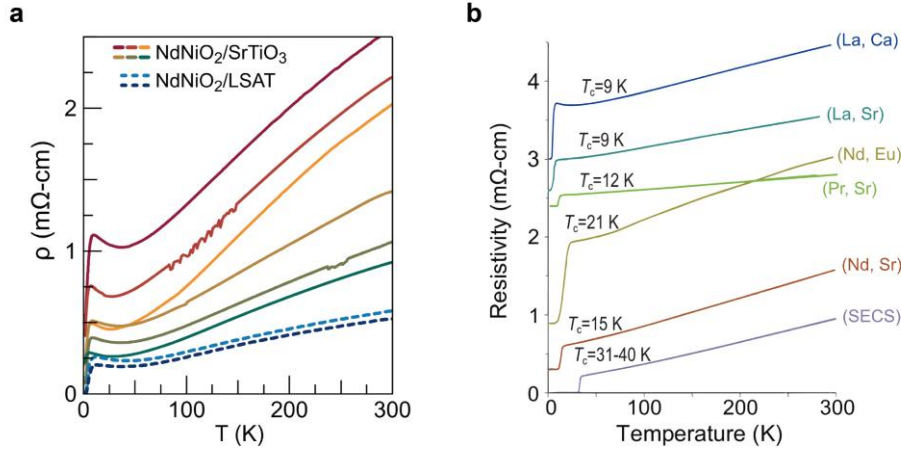 a
NdNiO₂/SrTiO₃
NdNiO₂/LSAT
ρ (mΩ-cm)
2
1
0
0
100
200
300
T (K)
b
Resistivity (mΩ-cm)
5
4
3
2
1
0
(La, Ca)
Tc=9 K
(La, Sr)
Tc=9 K
(Nd, Eu)
(Pr, Sr)
Tc=12 K
Tc=21 K
(Nd, Sr)
Tc=15 K
(SECS)
Tc=31-40 K
0
100
200
300
Temperature (K)